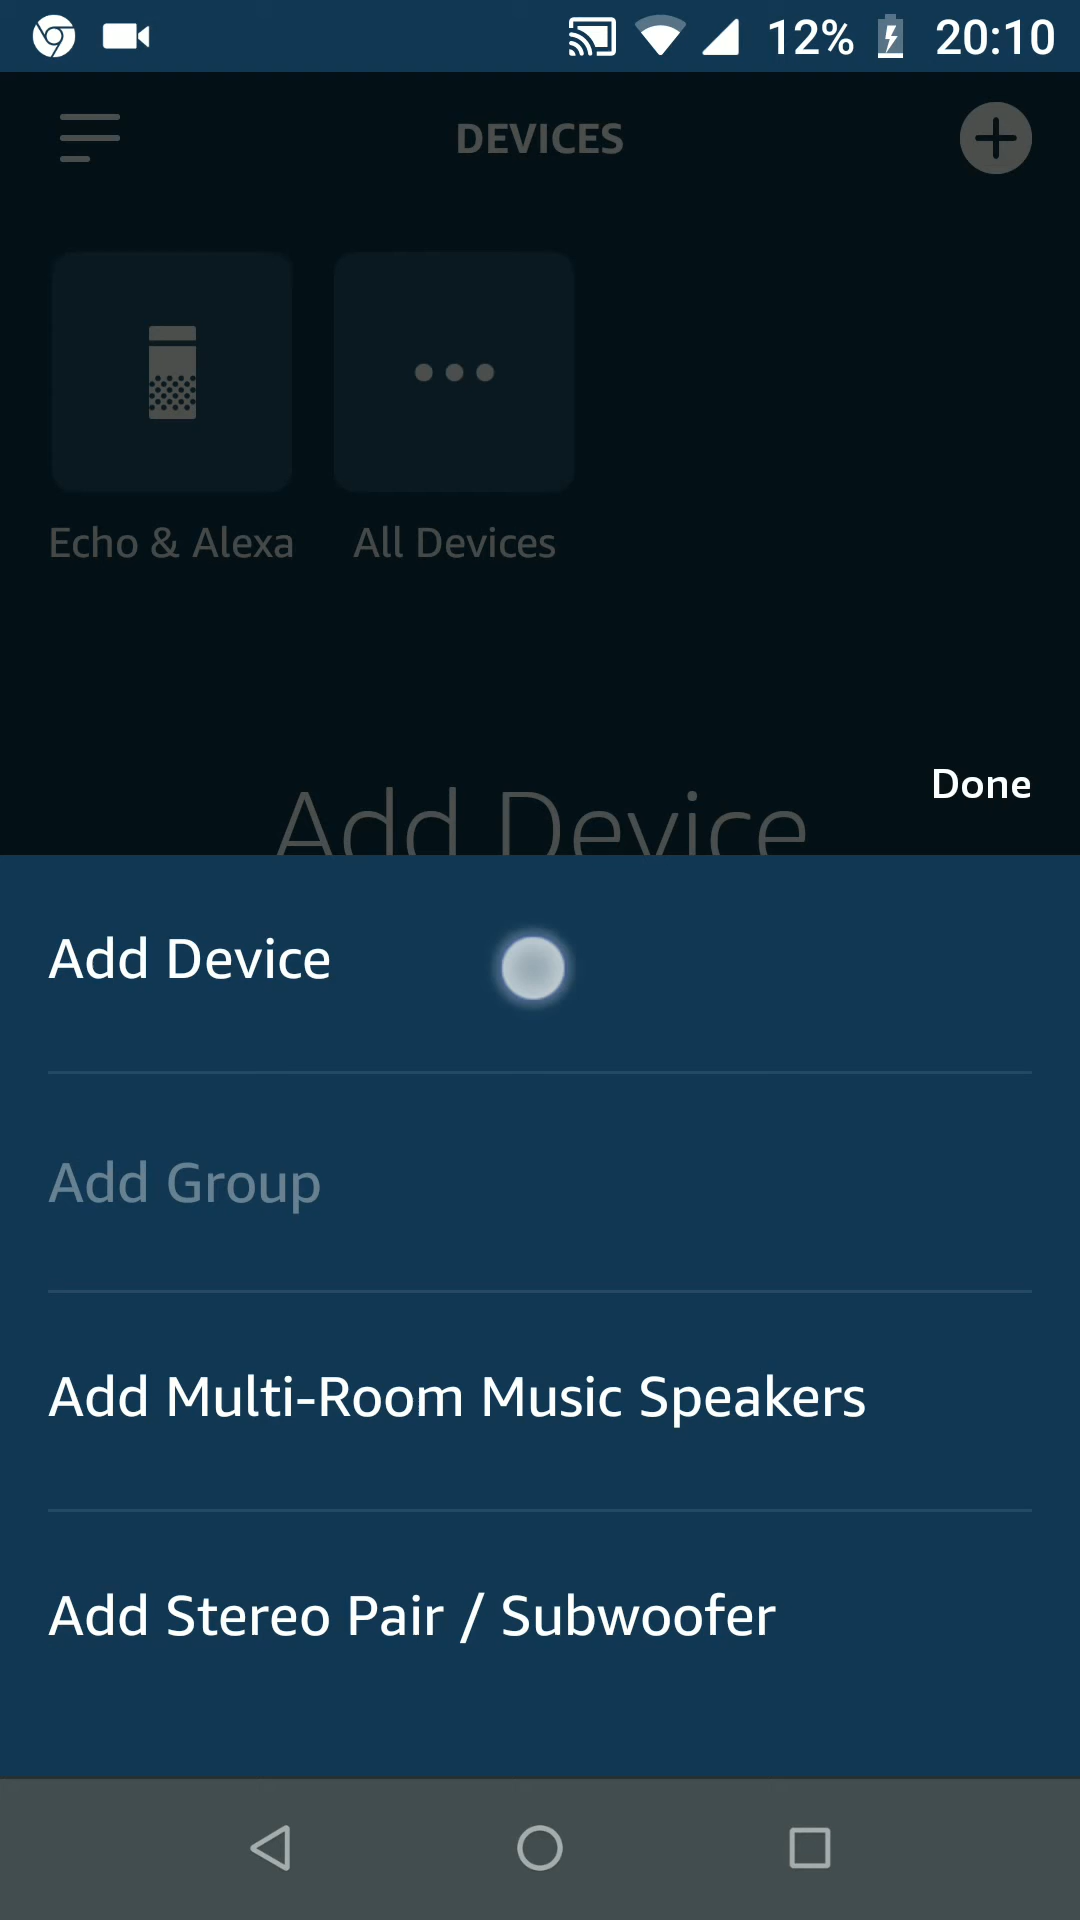 12% 20:10
DEVICES
Echo & Alexa All Devices
Done
Add Device
Add Device
Add Group
Add Multi-Room Music Speakers
Add Stereo Pair / Subwoofer